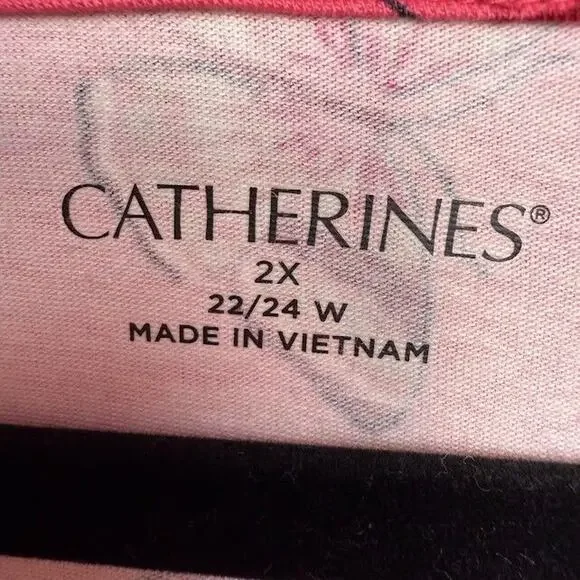 CATHERINES®
2X
22/24 W
MADE IN VIETNAM